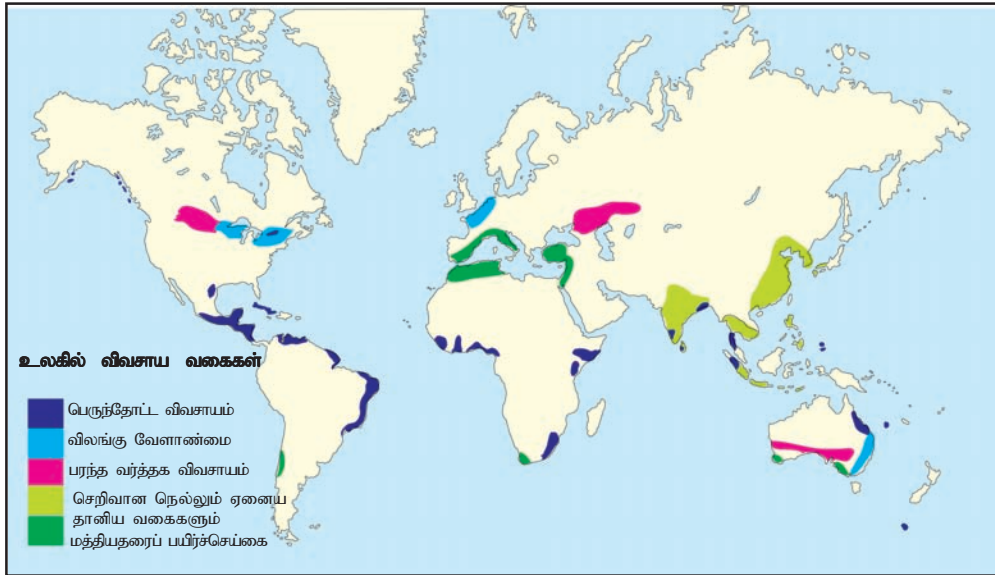 உலகில் விவசாய வகைகள்
பெருந்தோட்ட விவசாயம்
விலங்கு வேளாண்மை
பரந்த வர்த்தக விவசாயம்
செறிவான நெல்லும் ஏனைய
தானிய வகைகளும்
மத்தியதரைப் பயிர்ச்செய்கை